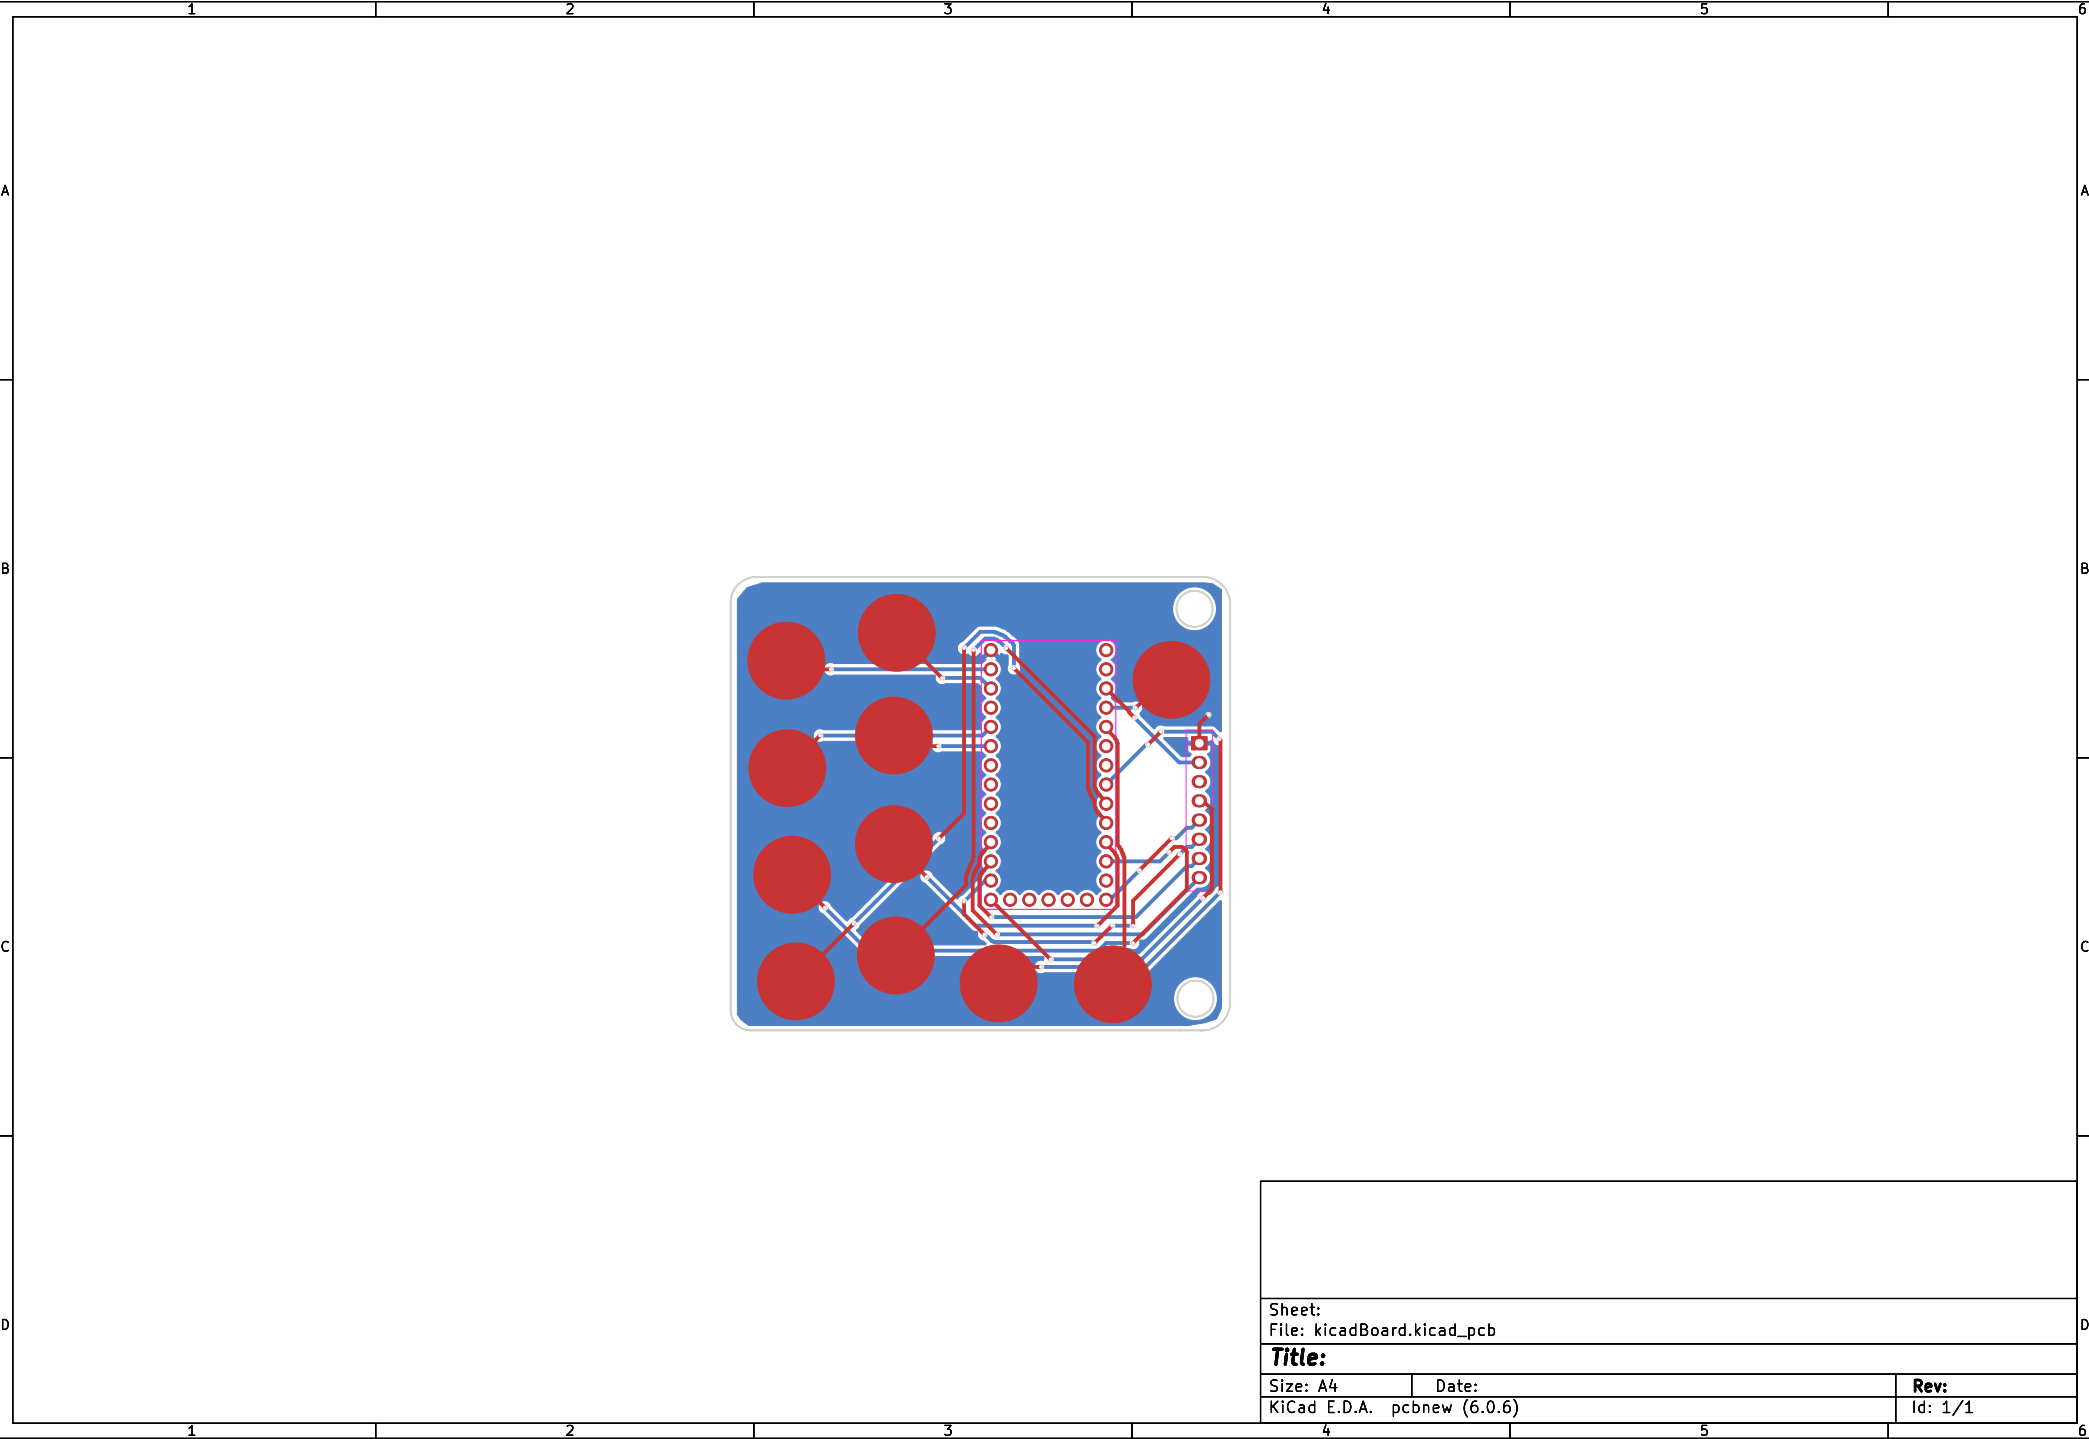 1 2 3 4 5 6
A A
B B
C C
Sheet:
File: kicadBoard.kicad_pcb
D D
Title:
Size: A4 Date: Rev:
KiCad E.D.A. pcbnew (6.0.6) Id: 1/1
1 2 3 4 5 6